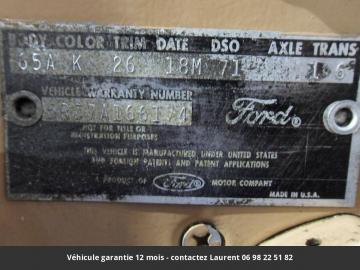 BODY COLOR TRIM DATE DSO AXLE TRANS
65A K 26 18M 71 1 6
VEHICLE WARRANTY NUMBER
Ford ®
NOT FOR TITLE OR
REGISTRATION PURPOSES
THIS VEHICLE IS MANUFACTURED UNDER UNITED STATES
AND FOREIGN PATENTS AND PATENT APPLICATIONS
A PRODUCT OF Ford MOTOR COMPANY
MADE IN U.S.A.
Véhicule garantie 12 mois - contactez Laurent 06 98 22 51 82